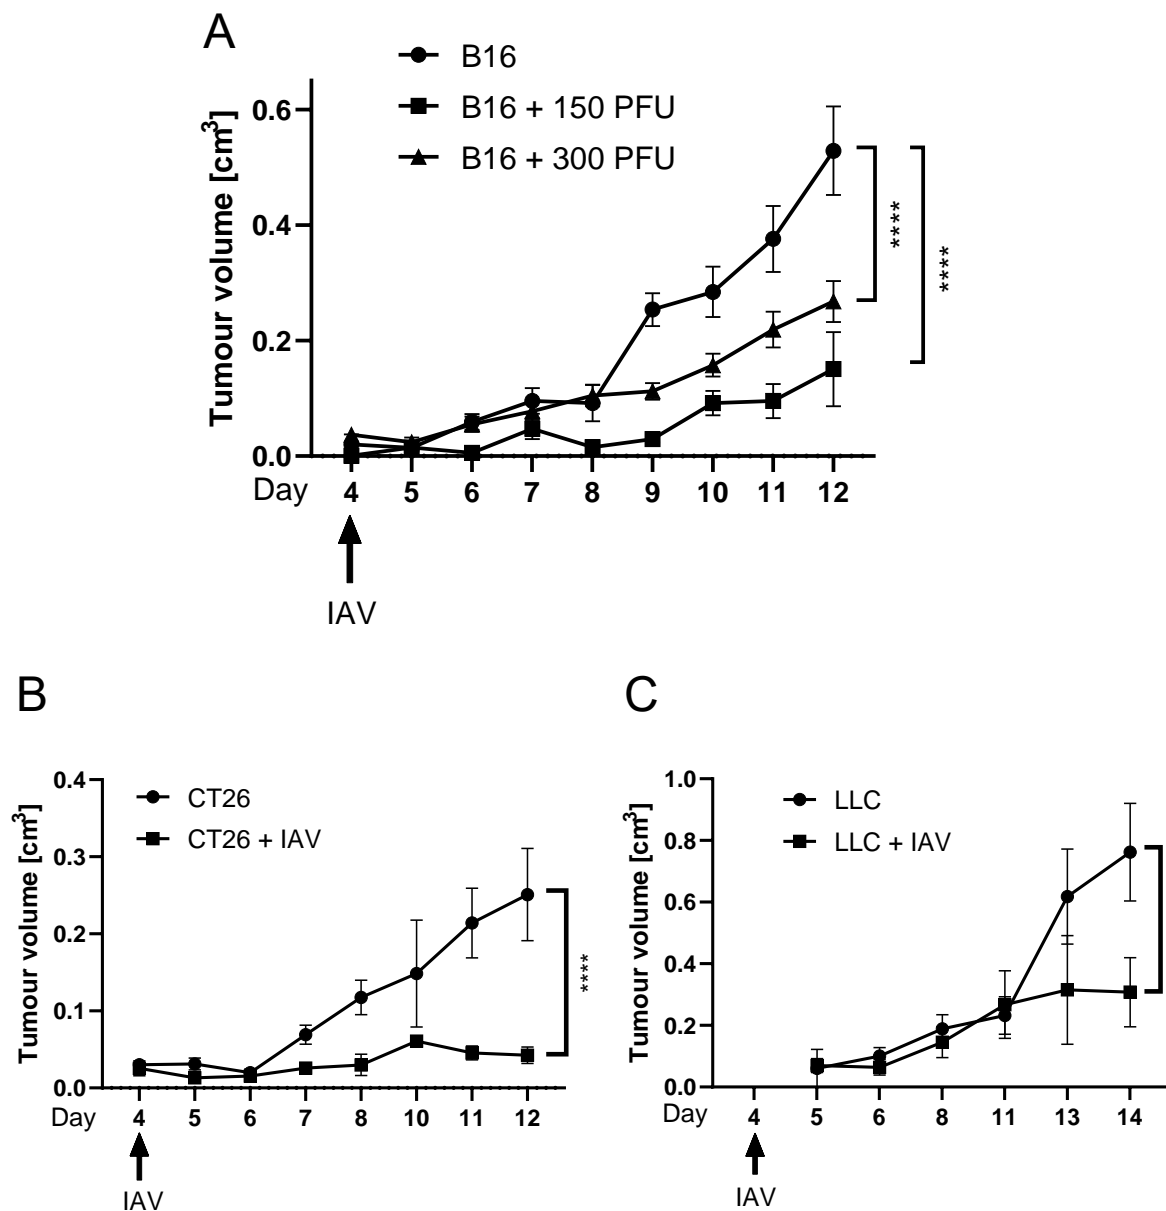 A
B16
B16 + 150 PFU
B16 + 300 PFU
Tumour volume [cm³]
0.6
0.4
0.2
0.0
****
****
Day 4 5 6 7 8 9 10 11 12
IAV
B
CT26
CT26 + IAV
Tumour volume [cm³]
0.4
0.3
0.2
0.1
0.0
****
Day 4 5 6 7 8 10 11 12
IAV
C
LLC
LLC + IAV
Tumour volume [cm³]
1.0
0.8
0.6
0.4
0.2
0.0
Day 4 5 6 8 11 13 14
IAV